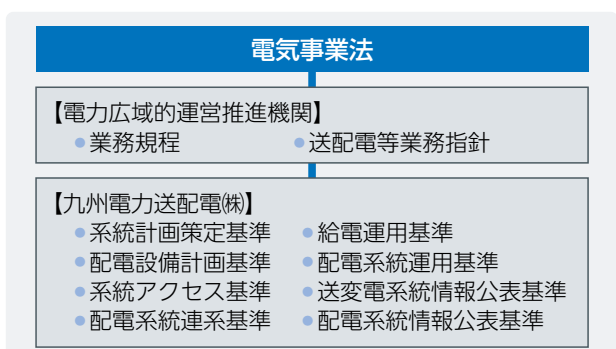 電気事業法
【電力広域的運営推進機関】
●業務規程 ●送配電等業務指針
【九州電力送配電㈱】
●系統計画策定基準 ●給電運用基準
●配電設備計画基準 ●配電系統運用基準
●系統アクセス基準 ●送変電系統情報公表基準
●配電系統連系基準 ●配電系統情報公表基準